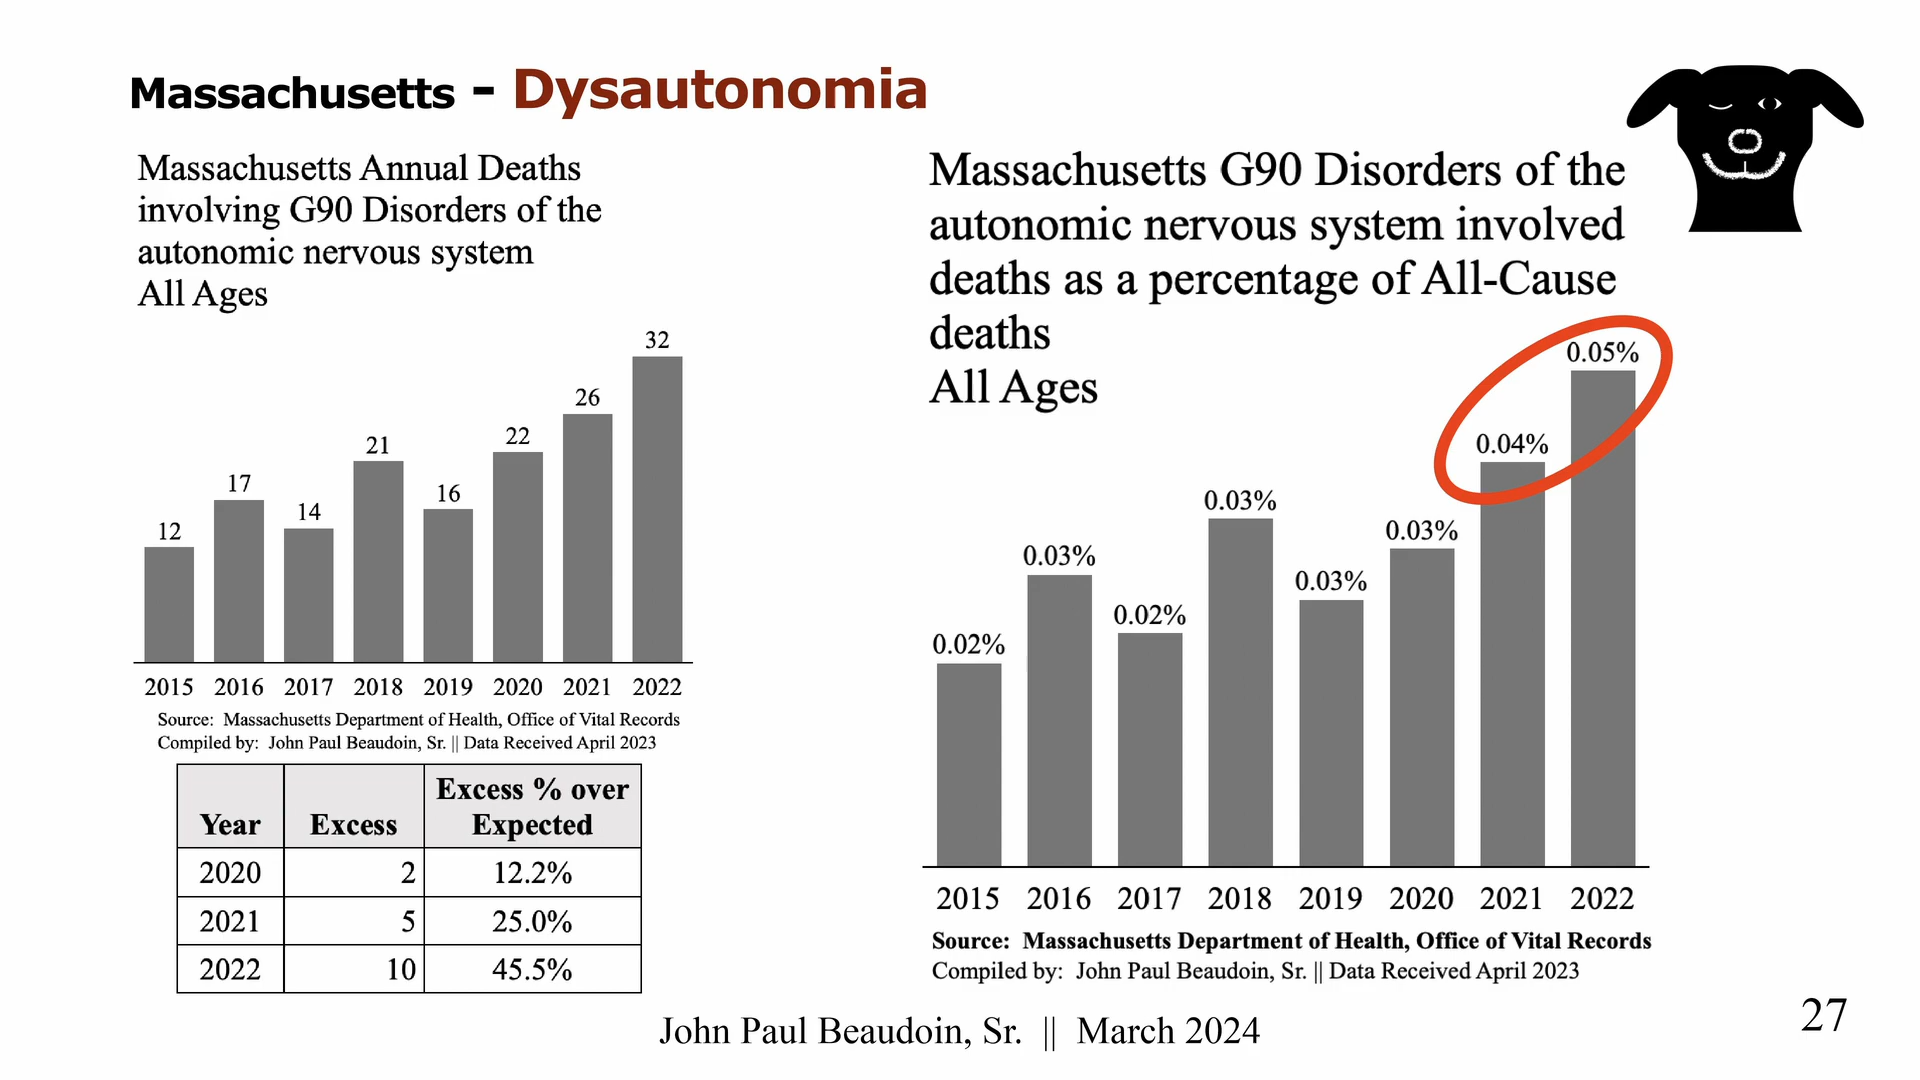 Massachusetts - Dysautonomia
Massachusetts Annual Deaths
involving G90 Disorders of the
autonomic nervous system
All Ages
32
26
22
21
17
16
14
12
2015 2016 2017 2018 2019 2020 2021 2022
Source: Massachusetts Department of Health, Office of Vital Records
Compiled by: John Paul Beaudoin, Sr. || Data Received April 2023
Year Excess Excess % over Expected
2020 2 12.2%
2021 5 25.0%
2022 10 45.5%
Massachusetts G90 Disorders of the
autonomic nervous system involved
deaths as a percentage of All-Cause
deaths
All Ages
0.05%
0.04%
0.03%
0.03%
0.03%
0.03%
0.02%
0.02%
2015 2016 2017 2018 2019 2020 2021 2022
Source: Massachusetts Department of Health, Office of Vital Records
Compiled by: John Paul Beaudoin, Sr. || Data Received April 2023
John Paul Beaudoin, Sr. || March 2024
27